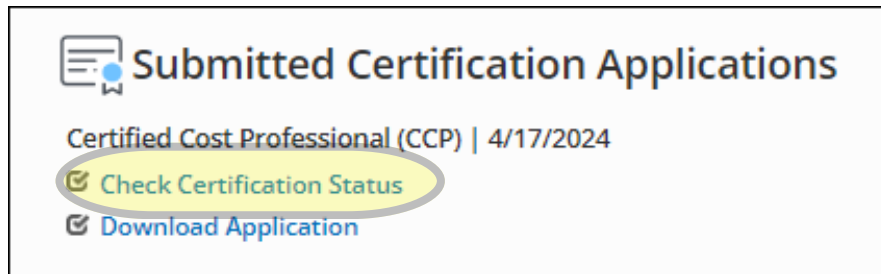 Submitted Certification Applications
Certified Cost Professional (CCP) | 4/17/2024
Check Certification Status
Download Application